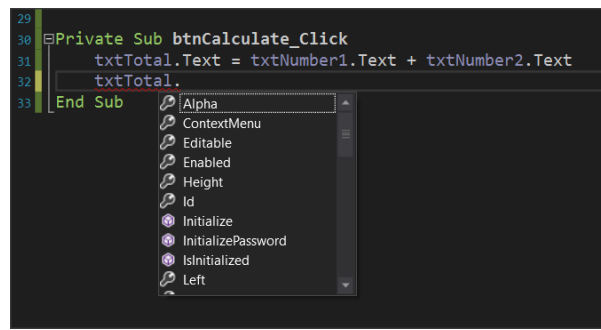 29
30 Private Sub btnCalculate_Click
31 txtTotal.Text = txtNumber1.Text + txtNumber2.Text
32 txtTotal.
33 End Sub
Alpha
ContextMenu
Editable
Enabled
Height
Id
Initialize
InitializePassword
IsInitialized
Left